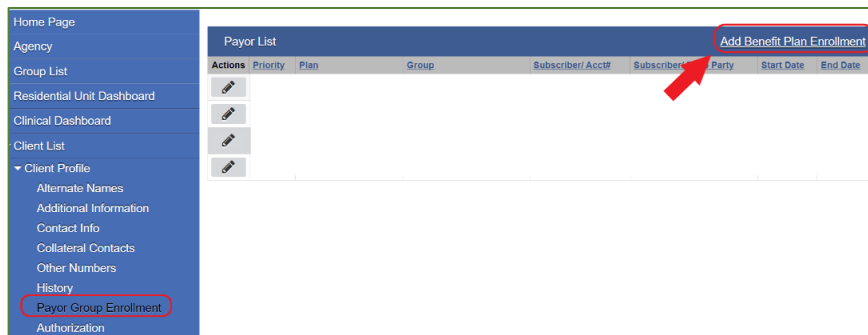 Home Page
Agency
Group List
Residential Unit Dashboard
Clinical Dashboard
Client List
Client Profile
Alternate Names
Additional Information
Contact Info
Collateral Contacts
Other Numbers
History
Payor Group Enrollment
Authorization
Payor List
Add Benefit Plan Enrollment
Actions Priority Plan Group Subscriber/ Acct# Subscriber/ Party Start Date End Date